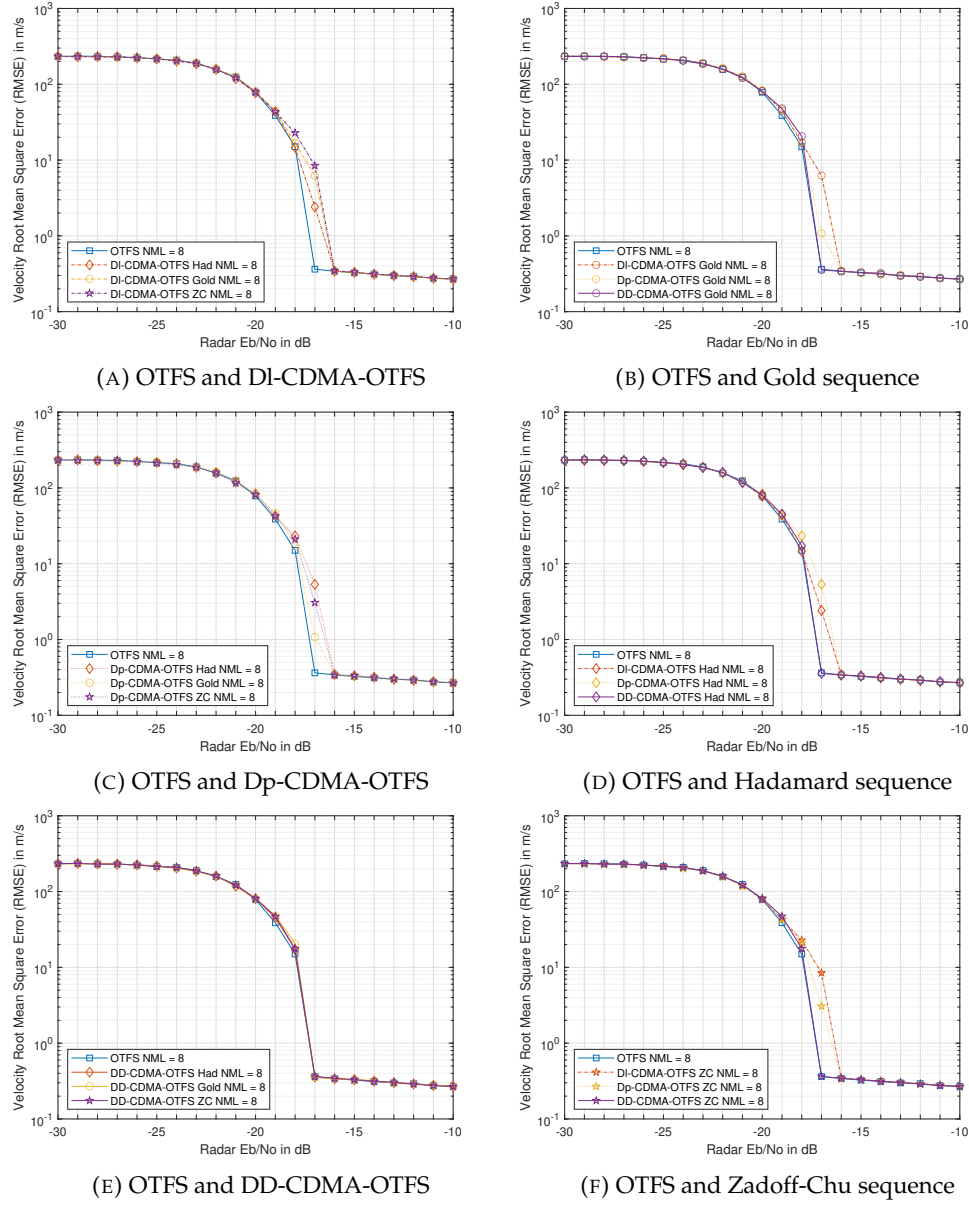 10^3
10^2
10^1
10^0
10^-1
Velocity Root Mean Square Error (RMSE) in m/s
OTFS NML = 8
Dl-CDMA-OTFS Had NML = 8
Dl-CDMA-OTFS Gold NML = 8
Dl-CDMA-OTFS ZC NML = 8
-30 -25 -20 -15 -10
Radar Eb/No in dB
(A) OTFS and Dl-CDMA-OTFS
10^3
10^2
10^1
10^0
10^-1
Velocity Root Mean Square Error (RMSE) in m/s
OTFS NML = 8
Dl-CDMA-OTFS Gold NML = 8
Dp-CDMA-OTFS Gold NML = 8
DD-CDMA-OTFS Gold NML = 8
-30 -25 -20 -15 -10
Radar Eb/No in dB
(B) OTFS and Gold sequence
10^3
10^2
10^1
10^0
10^-1
Velocity Root Mean Square Error (RMSE) in m/s
OTFS NML = 8
Dp-CDMA-OTFS Had NML = 8
Dp-CDMA-OTFS Gold NML = 8
Dp-CDMA-OTFS ZC NML = 8
-30 -25 -20 -15 -10
Radar Eb/No in dB
(C) OTFS and Dp-CDMA-OTFS
10^3
10^2
10^1
10^0
10^-1
Velocity Root Mean Square Error (RMSE) in m/s
OTFS NML = 8
Dl-CDMA-OTFS Had NML = 8
Dp-CDMA-OTFS Had NML = 8
DD-CDMA-OTFS Had NML = 8
-30 -25 -20 -15 -10
Radar Eb/No in dB
(D) OTFS and Hadamard sequence
10^3
10^2
10^1
10^0
10^-1
Velocity Root Mean Square Error (RMSE) in m/s
OTFS NML = 8
DD-CDMA-OTFS Had NML = 8
DD-CDMA-OTFS Gold NML = 8
DD-CDMA-OTFS ZC NML = 8
-30 -25 -20 -15 -10
Radar Eb/No in dB
(E) OTFS and DD-CDMA-OTFS
10^3
10^2
10^1
10^0
10^-1
Velocity Root Mean Square Error (RMSE) in m/s
OTFS NML = 8
Dl-CDMA-OTFS ZC NML = 8
Dp-CDMA-OTFS ZC NML = 8
DD-CDMA-OTFS ZC NML = 8
-30 -25 -20 -15 -10
Radar Eb/No in dB
(F) OTFS and Zadoff-Chu sequence